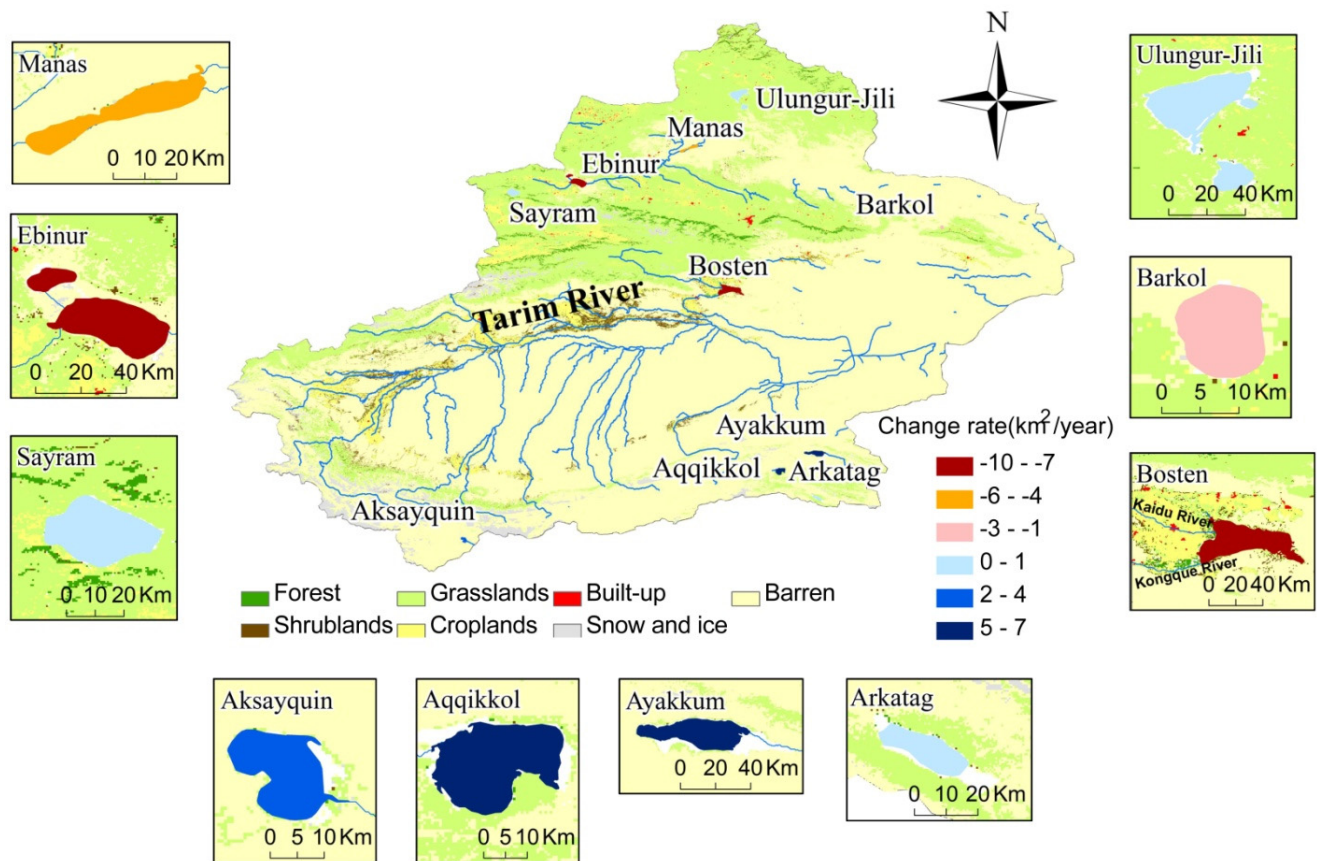 Manas
0 10 20 Km
Ebinur
0 20 40 Km
Sayram
0 10 20 Km
N
Ulungur-Jili
Manas
Ebinur
Sayram
Barkol
Bosten
Tarim River
Ayakkum
Aqqikkol
Arkatag
Aksayquin
Ulungur-Jili
0 20 40 Km
Barkol
0 5 10 Km
Bosten
Kaidu River
Kongque River
0 20 40 Km
Change rate(km²/year)
-10 - -7
-6 - -4
-3 - -1
0 - 1
2 - 4
5 - 7
Forest
Grasslands
Built-up
Barren
Shrublands
Croplands
Snow and ice
Aksayquin
0 5 10 Km
Aqqikkol
0 5 10 Km
Ayakkum
0 20 40 Km
Arkatag
0 10 20 Km